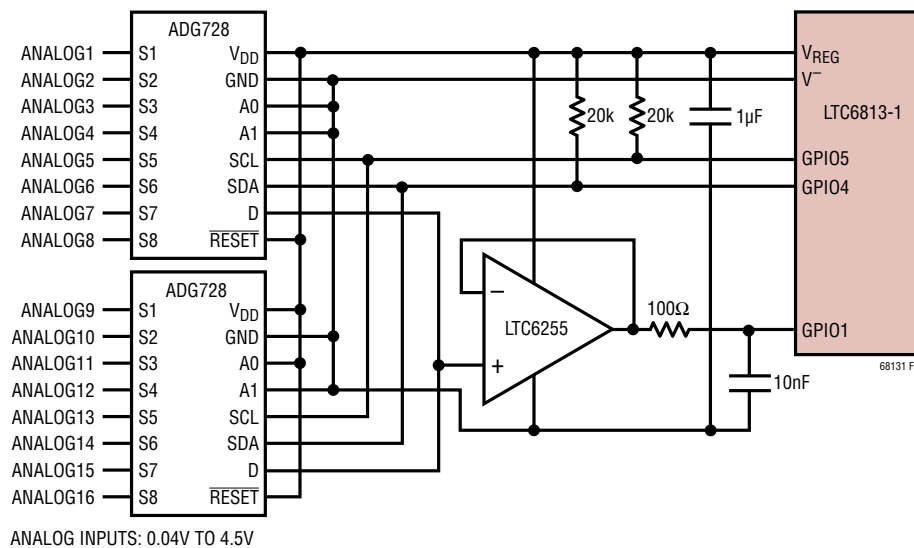 ADG728
ANALOG1 S1 VDD
ANALOG2 S2 GND
ANALOG3 S3 A0
ANALOG4 S4 A1
ANALOG5 S5 SCL
ANALOG6 S6 SDA
ANALOG7 S7 D
ANALOG8 S8 RESET
ADG728
ANALOG9 S1 VDD
ANALOG10 S2 GND
ANALOG11 S3 A0
ANALOG12 S4 A1
ANALOG13 S5 SCL
ANALOG14 S6 SDA
ANALOG15 S7 D
ANALOG16 S8 RESET
20k
20k
1µF
LTC6255
−
+
100Ω
10nF
VREG
V−
LTC6813-1
GPIO5
GPIO4
GPIO1
68131 F
ANALOG INPUTS: 0.04V TO 4.5V